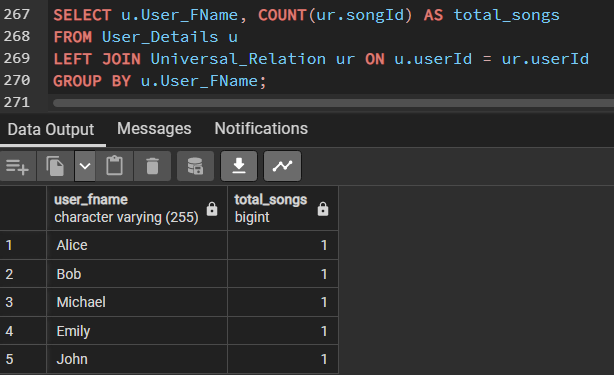 267 SELECT u.User_FName, COUNT(ur.songId) AS total_songs
268 FROM User_Details u
269 LEFT JOIN Universal_Relation ur ON u.userId = ur.userId
270 GROUP BY u.User_FName;
271
Data Output Messages Notifications
user_fname total_songs
character varying (255) bigint
1 Alice 1
2 Bob 1
3 Michael 1
4 Emily 1
5 John 1